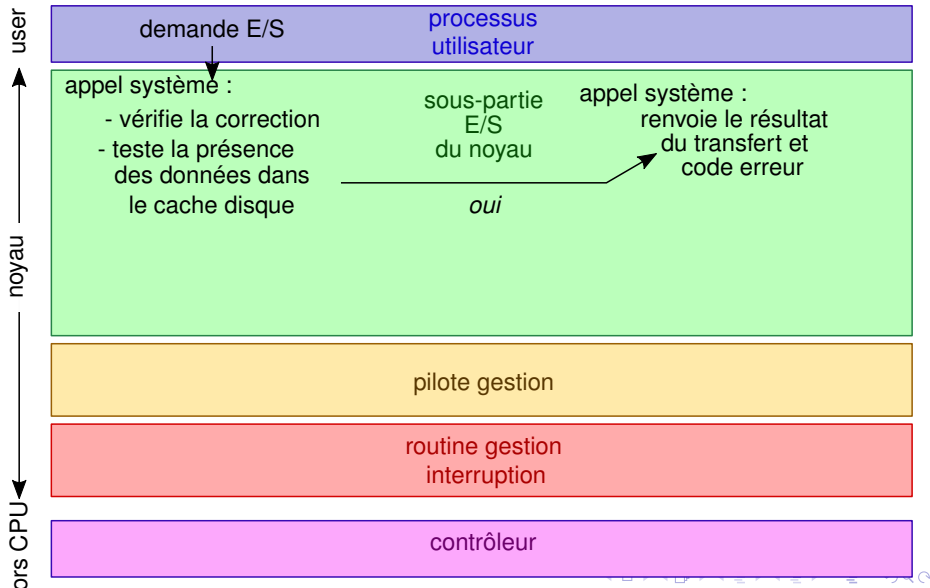 user
noyau
ors CPU
demande E/S
processus
utilisateur
appel système :
- vérifie la correction
- teste la présence
des données dans
le cache disque
sous-partie
E/S
du noyau
oui
appel système :
renvoie le résultat
du transfert et
code erreur
pilote gestion
routine gestion
interruption
contrôleur